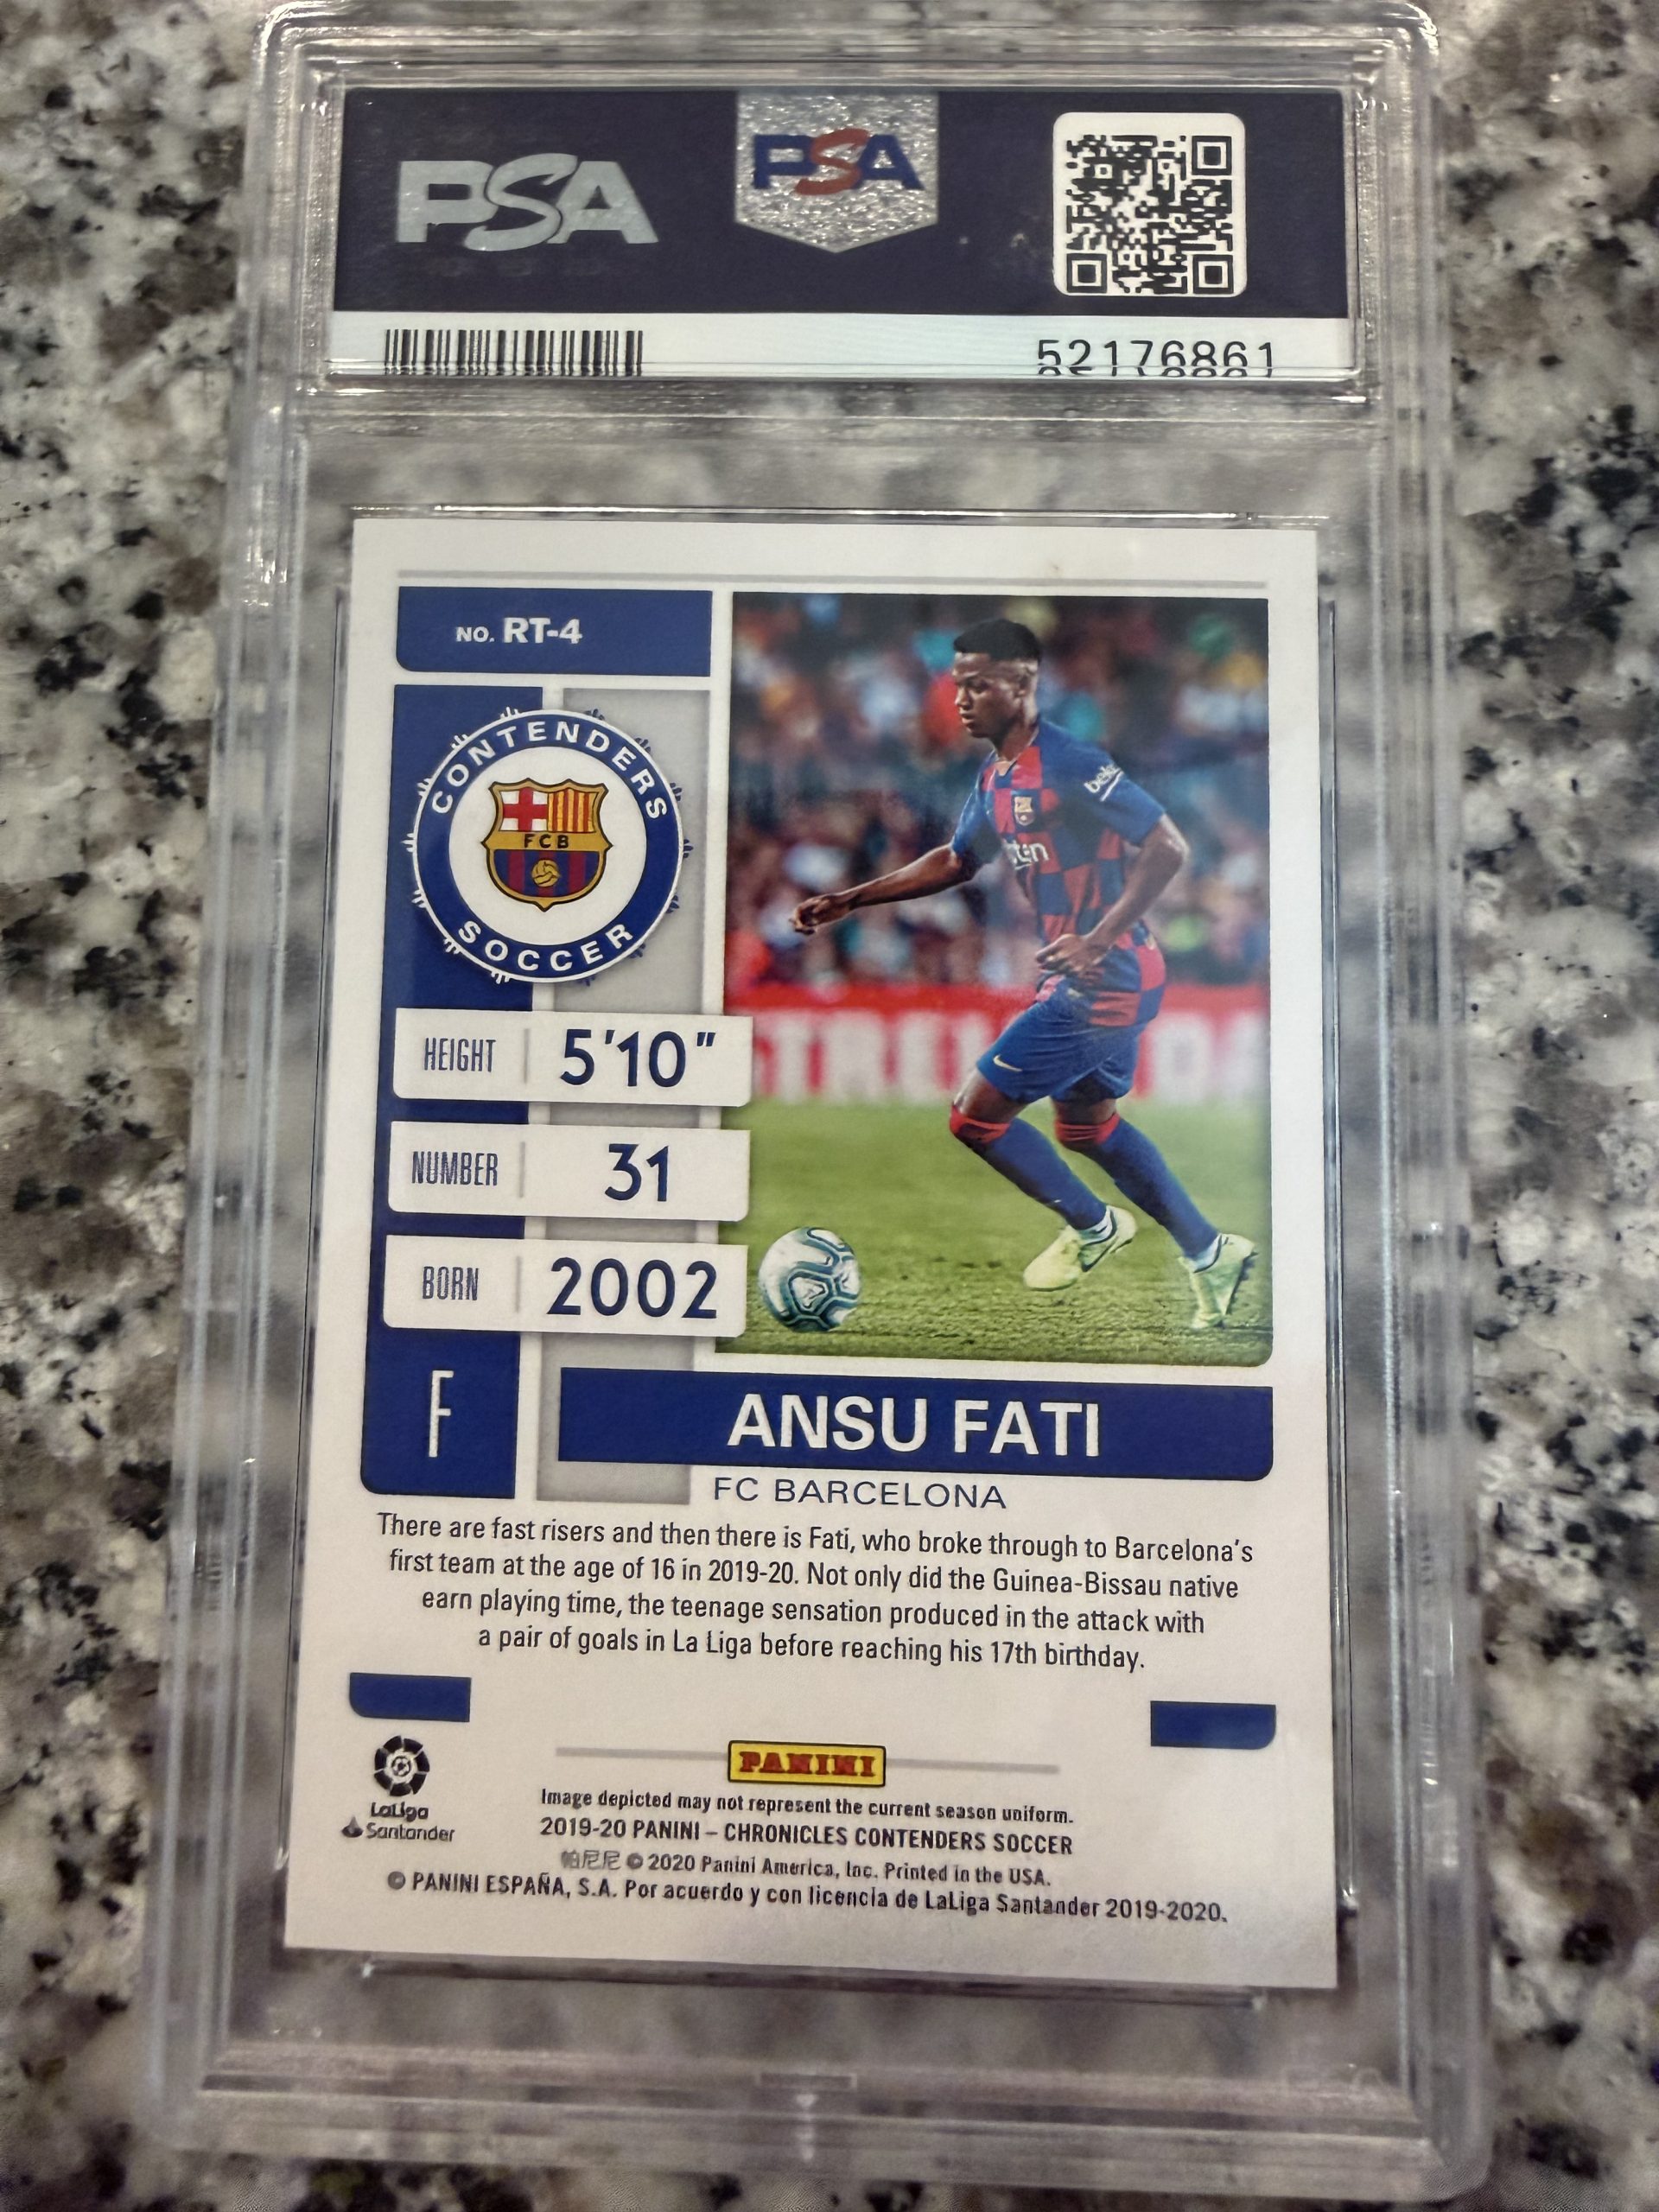 PSA
PSA
52176861
NO. RT-4
CONTENDERS
FCB
SOCCER
beko
HEIGHT 5'10"
NUMBER 31
BORN 2002
F
ANSU FATI
FC BARCELONA
There are fast risers and then there is Fati, who broke through to Barcelona's
first team at the age of 16 in 2019-20. Not only did the Guinea-Bissau native
earn playing time, the teenage sensation produced in the attack with
a pair of goals in La Liga before reaching his 17th birthday.
PANINI
LaLiga
Santander
Image depicted may not represent the current season uniform.
2019-20 PANINI – CHRONICLES CONTENDERS SOCCER
帕尼尼 © 2020 Panini America, Inc. Printed in the USA.
© PANINI ESPAÑA, S.A. Por acuerdo y con licencia de LaLiga Santander 2019-2020.